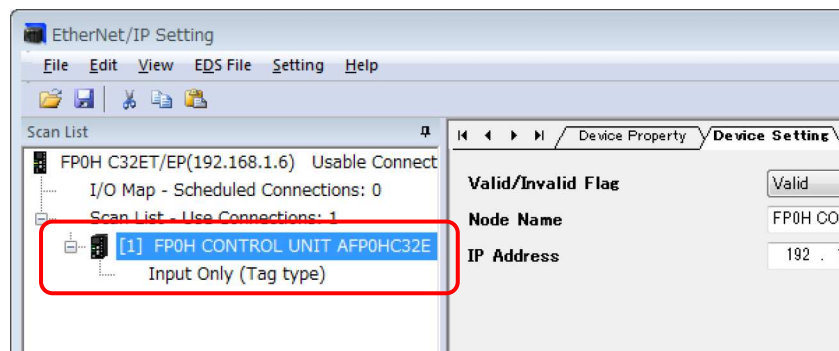 EtherNet/IP Setting
File Edit View EDS File Setting Help
Scan List
Device Property Device Setting
FP0H C32ET/EP(192.168.1.6) Usable Connect
I/O Map - Scheduled Connections: 0
Scan List - Use Connections: 1
[1] FP0H CONTROL UNIT AFP0HC32E
Input Only (Tag type)
Valid/Invalid Flag Valid
Node Name FP0H CO
IP Address 192 .